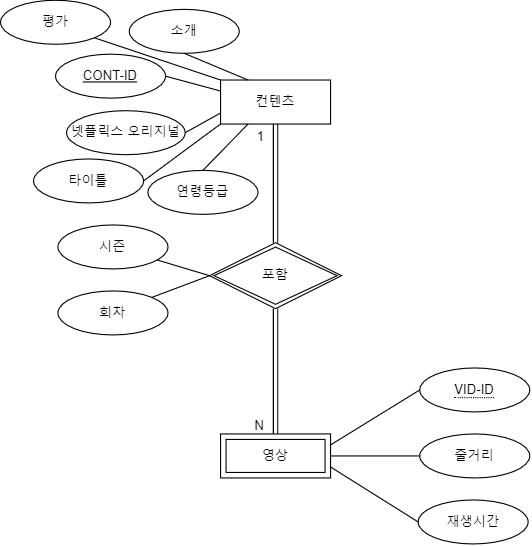 평가
소개
CONT-ID
컨텐츠
넷플릭스 오리지널
1
타이틀
연령등급
시즌
포함
회차
VID-ID
N
영상
줄거리
재생시간